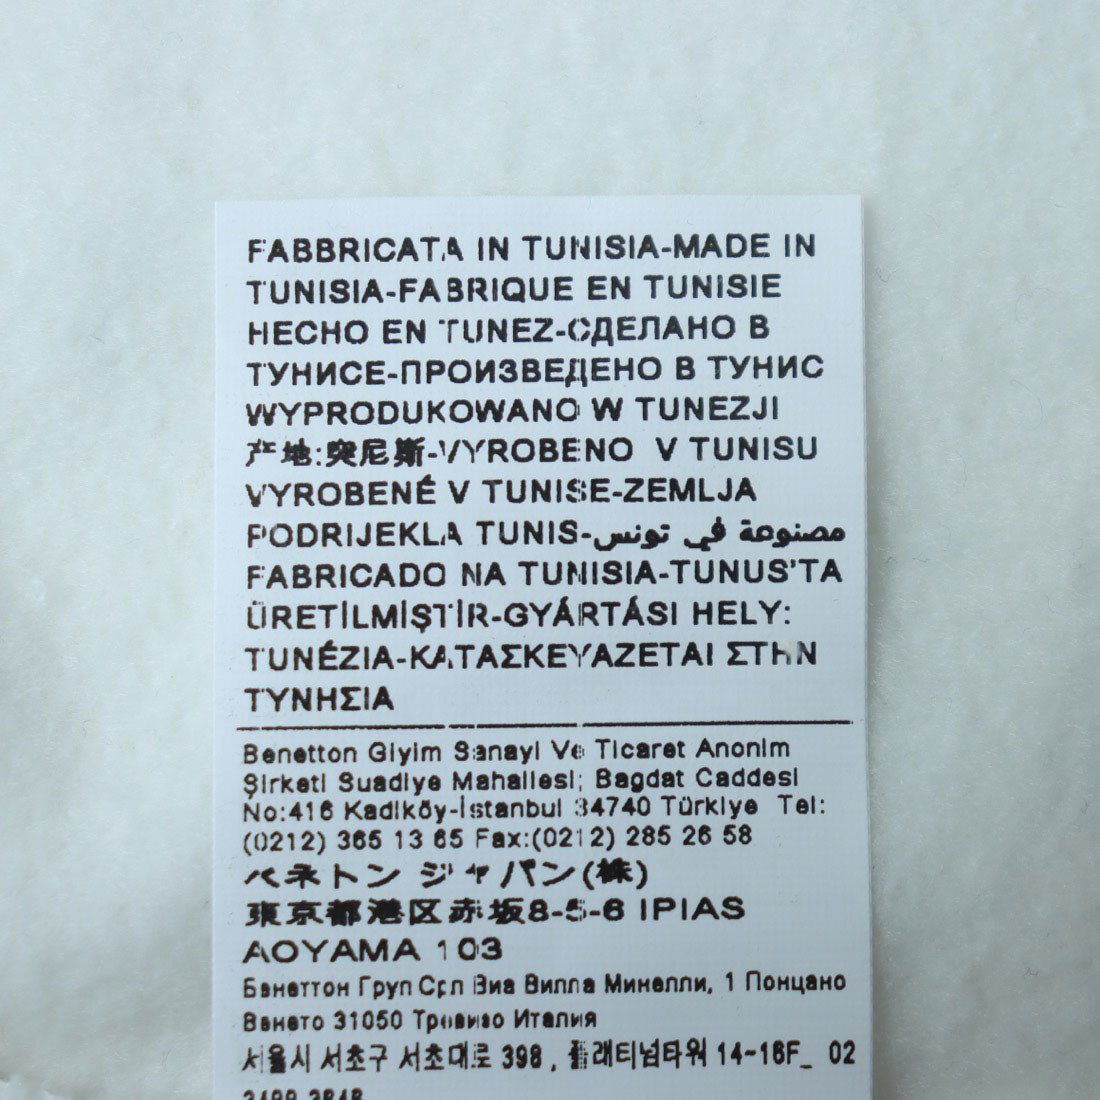 FABBRICATA IN TUNISIA-MADE IN
TUNISIA-FABRIQUE EN TUNISIE
HECHO EN TUNEZ-СДЕЛАНО В
ТУНИСЕ-ПРОИЗВЕДЕНО В ТУНИС
WYPRODUKOWANO W TUNEZJI
产地:突尼斯-VYROBENO V TUNISU
VYROBENÉ V TUNISE-ZEMLJA
PODRIJEKLA TUNIS-مصنوعة في تونس
FABRICADO NA TUNISIA-TUNUS'TA
ÜRETİLMİŞTİR-GYÁRTÁSI HELY:
TUNÉZIA-ΚΑΤΑΣΚΕΥΑΖΕΤΑΙ ΣΤΗΝ
ΤΥΝΗΣΙΑ
Benetton Giyim Sanayi Ve Ticaret Anonim
Şirketi Suadiye Mahallesi; Bagdat Caddesi
No:416 Kadiköy-İstanbul 34740 Türkiye Tel:
(0212) 365 13 65 Fax:(0212) 285 26 58
ベネトン ジャパン(株)
東京都港区赤坂8-5-6 IPIAS
AOYAMA 103
Бенеттон Груп Срл Виа Вилла Минелли, 1 Понцано
Венето 31050 Тревизо Италия
서울시 서초구 서초대로 398, 플래티넘타워 14-16F_ 02